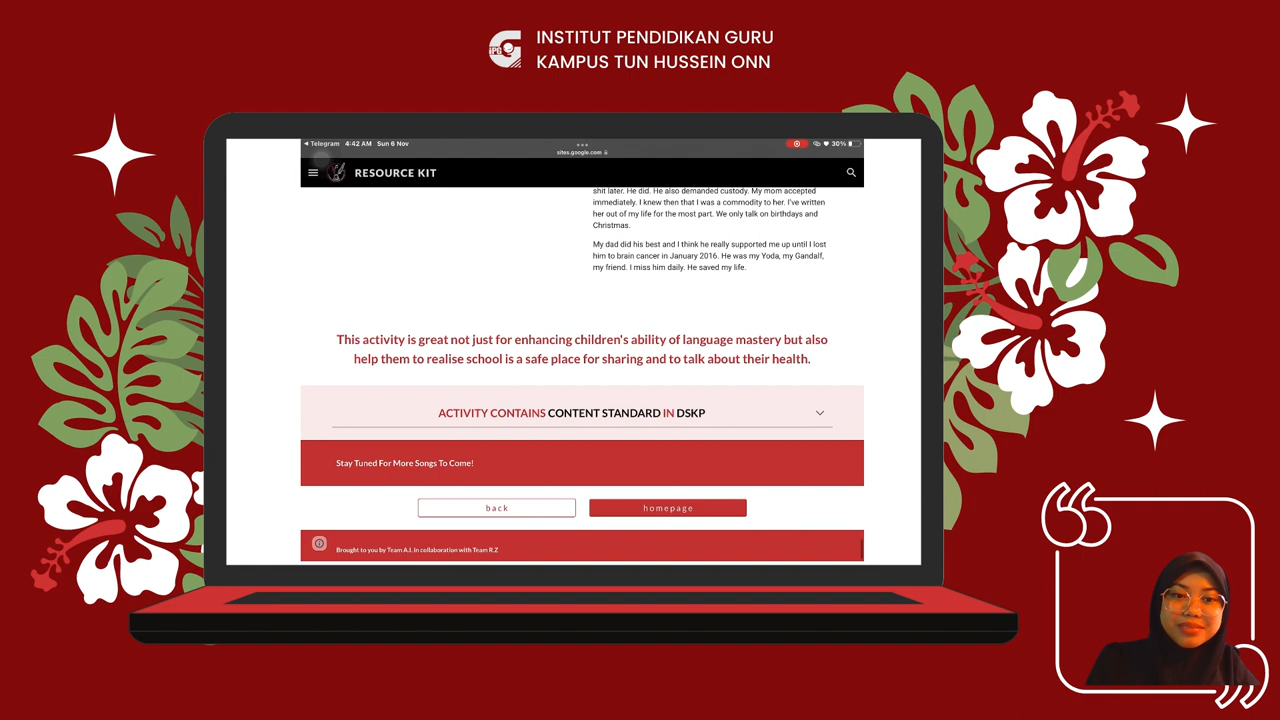 INSTITUT PENDIDIKAN GURU
KAMPUS TUN HUSSEIN ONN
iPG
Telegram 4:42 AM Sun 6 Nov
30%
sites.google.com
RESOURCE KIT
shit later. He did. He also demanded custody. My mom accepted
immediately. I knew then that I was a commodity to her. I've written
her out of my life for the most part. We only talk on birthdays and
Christmas.
My dad did his best and I think he really supported me up until I lost
him to brain cancer in January 2016. He was my Yoda, my Gandalf,
my friend. I miss him daily. He saved my life.
This activity is great not just for enhancing children's ability of language mastery but also
help them to realise school is a safe place for sharing and to talk about their health.
ACTIVITY CONTAINS CONTENT STANDARD IN DSKP
Stay Tuned For More Songs To Come!
back
homepage
Brought to you by Team A.I. in collaboration with Team R.Z